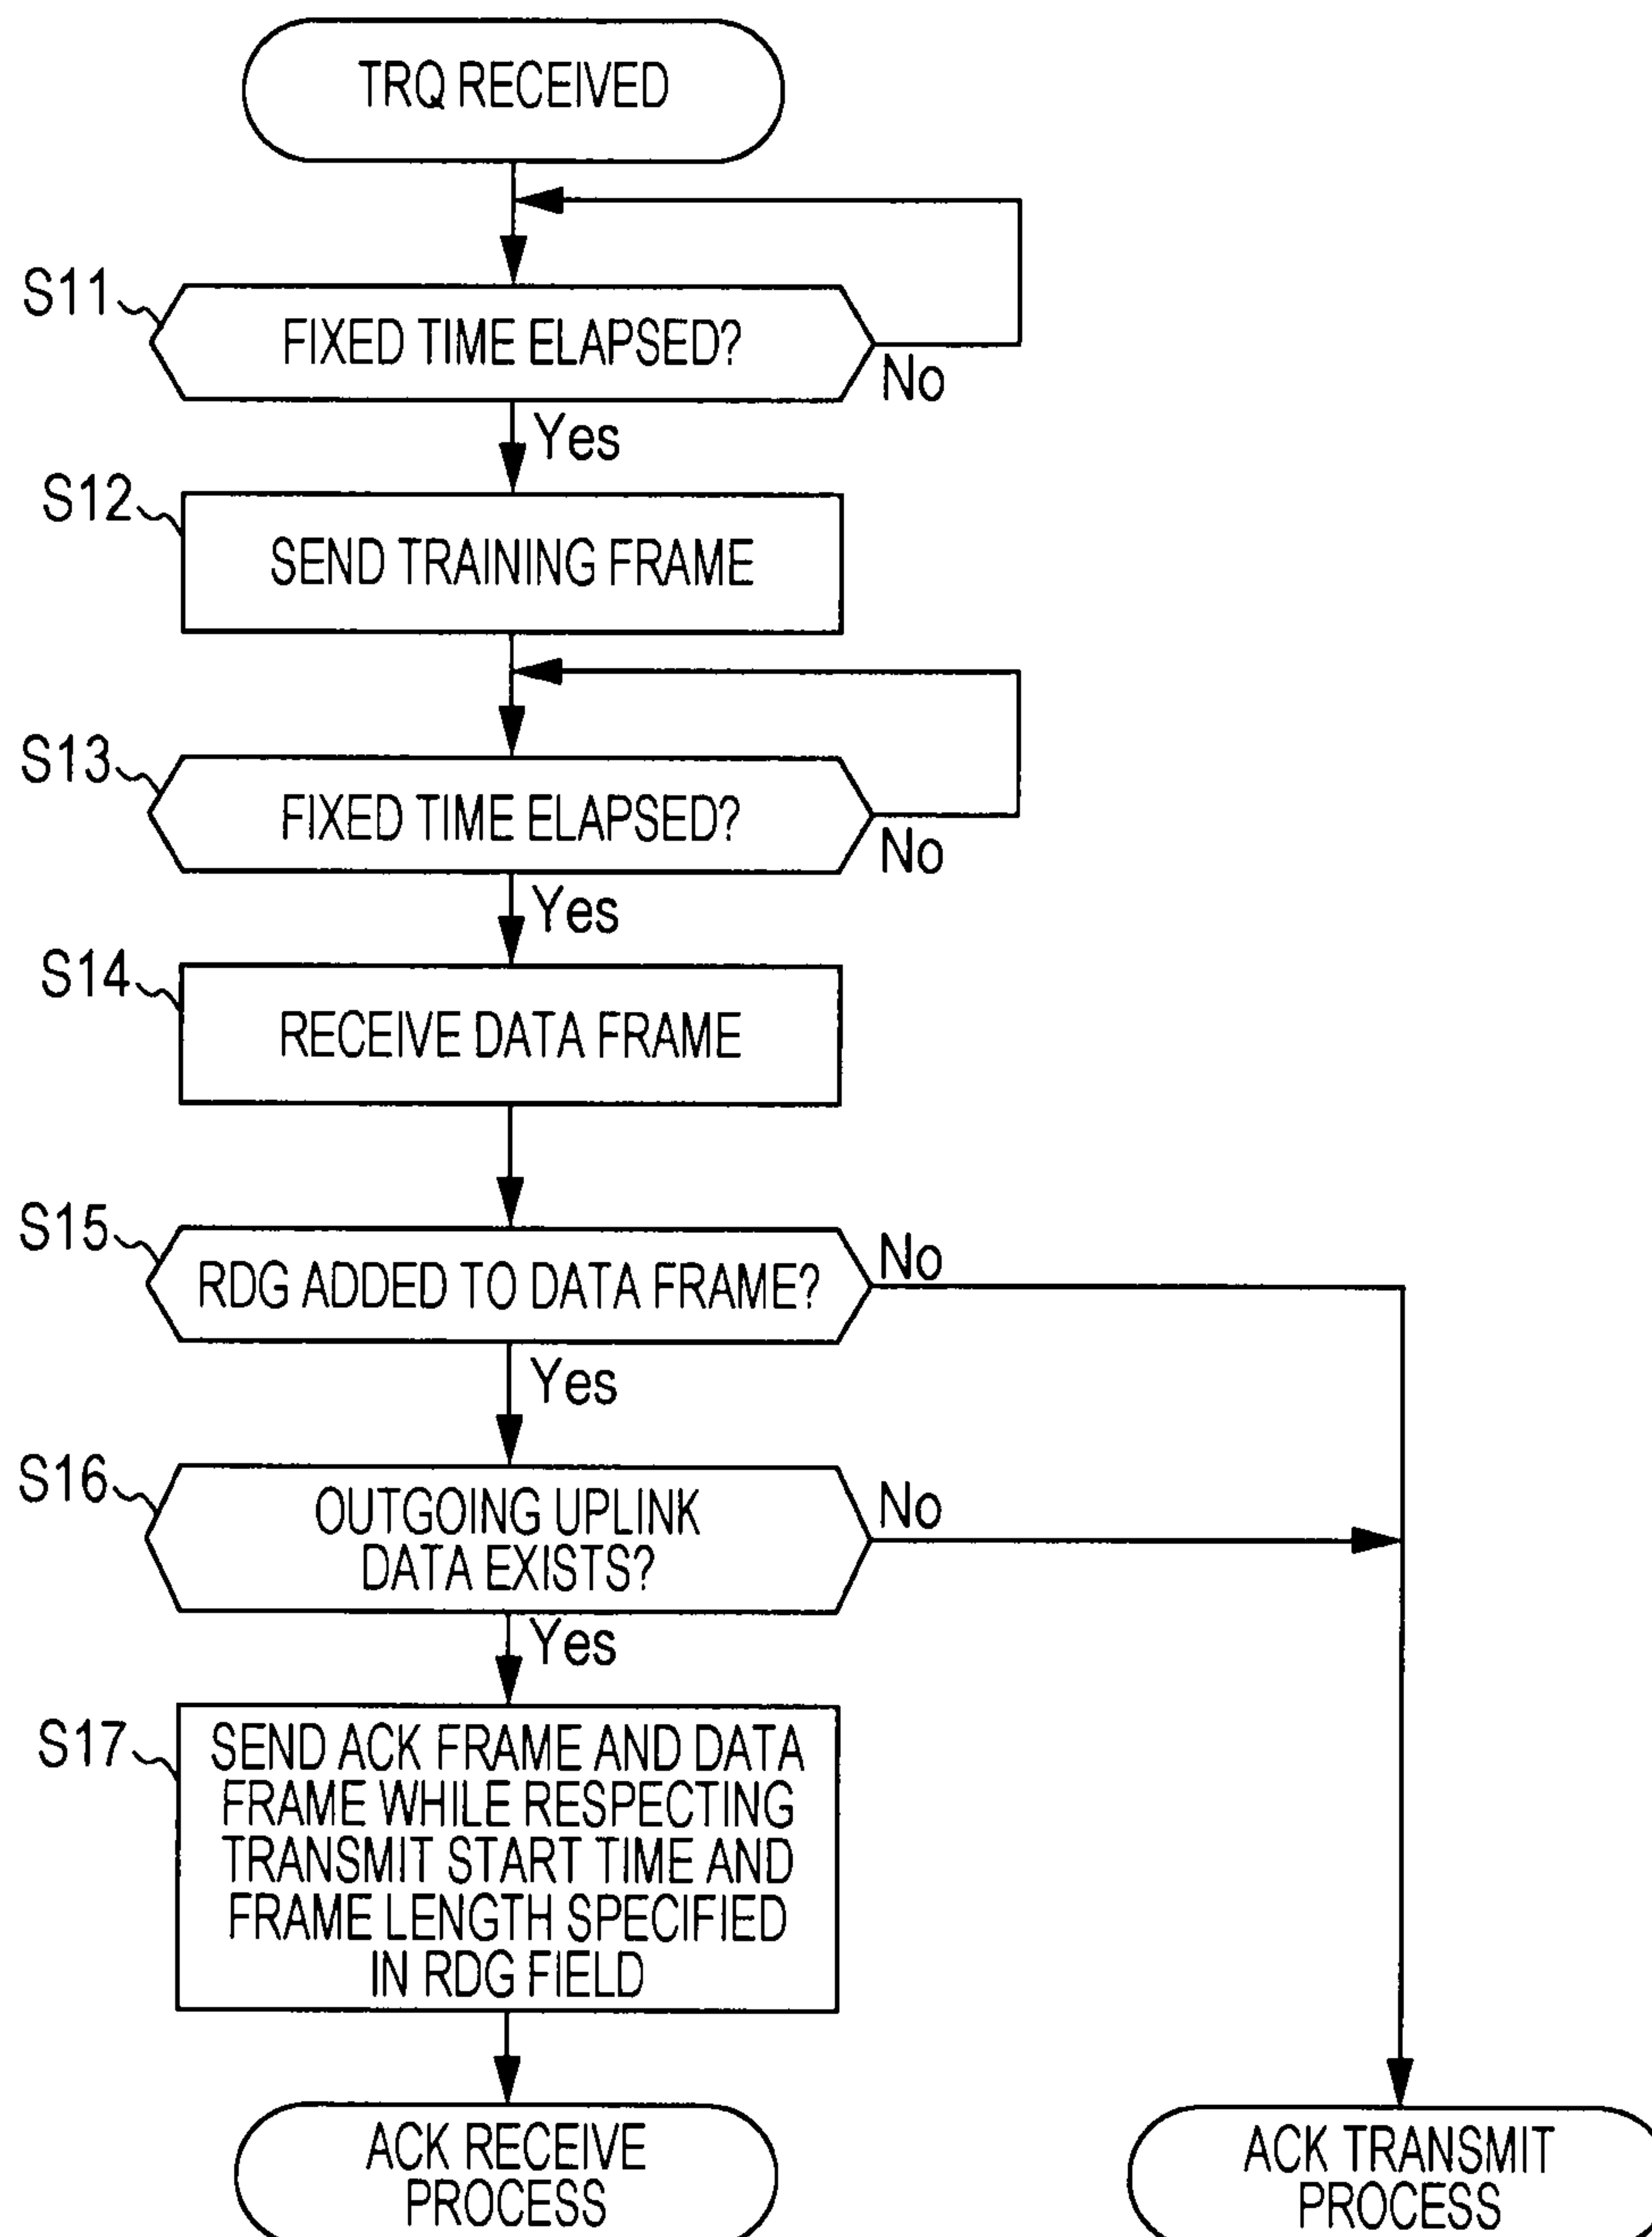 TRQ RECEIVED
S11
FIXED TIME ELAPSED?
No
Yes
S12
SEND TRAINING FRAME
S13
FIXED TIME ELAPSED?
No
Yes
S14
RECEIVE DATA FRAME
S15
RDG ADDED TO DATA FRAME?
No
Yes
S16
OUTGOING UPLINK
DATA EXISTS?
No
Yes
S17
SEND ACK FRAME AND DATA
FRAME WHILE RESPECTING
TRANSMIT START TIME AND
FRAME LENGTH SPECIFIED
IN RDG FIELD
ACK RECEIVE
PROCESS
ACK TRANSMIT
PROCESS